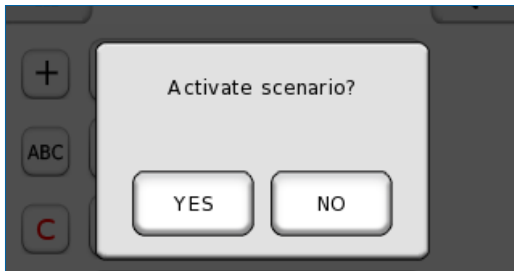 Activate scenario?
+
ABC
YES NO
C